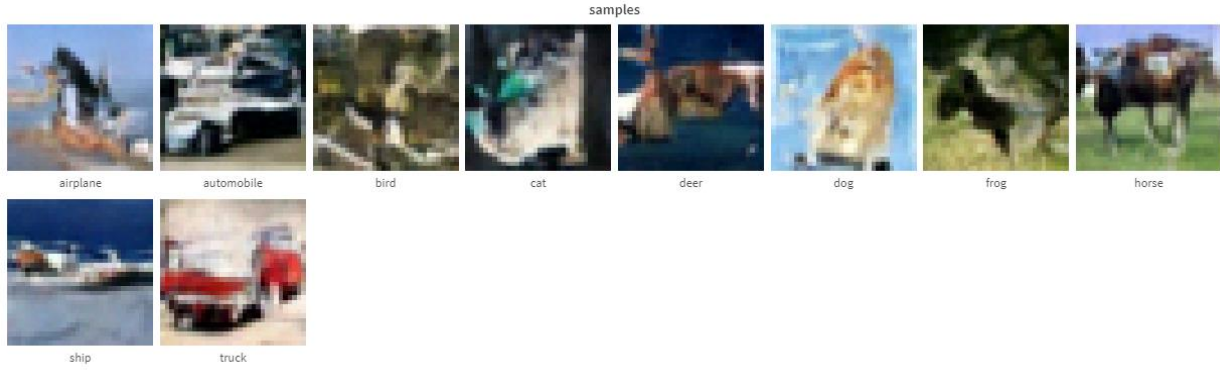 samples
airplane
automobile
bird
cat
deer
dog
frog
horse
ship
truck